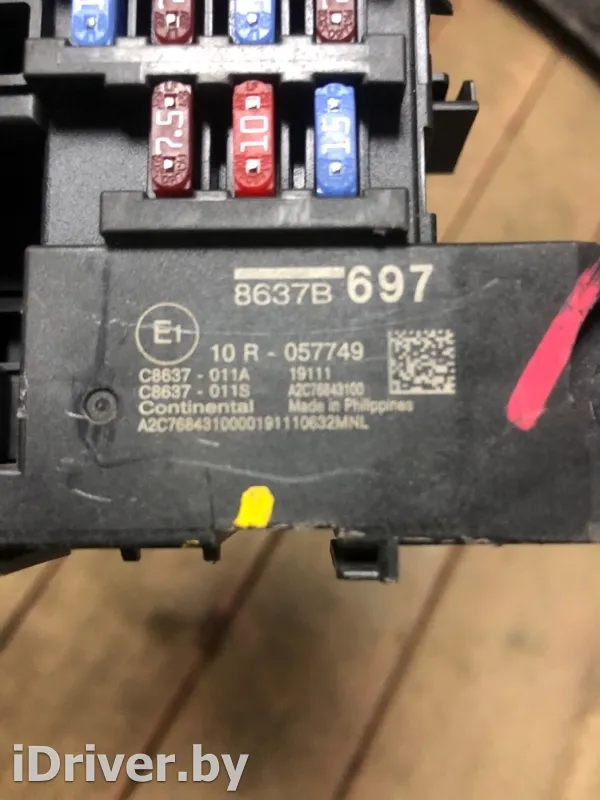 7.5
10
15
8637B 697
E1
10 R - 057749
C8637 - 011A 19111
C8637 - 011S A2C76843100
Continental Made in Philippines
A2C7684310000191110632MNL
iDriver.by